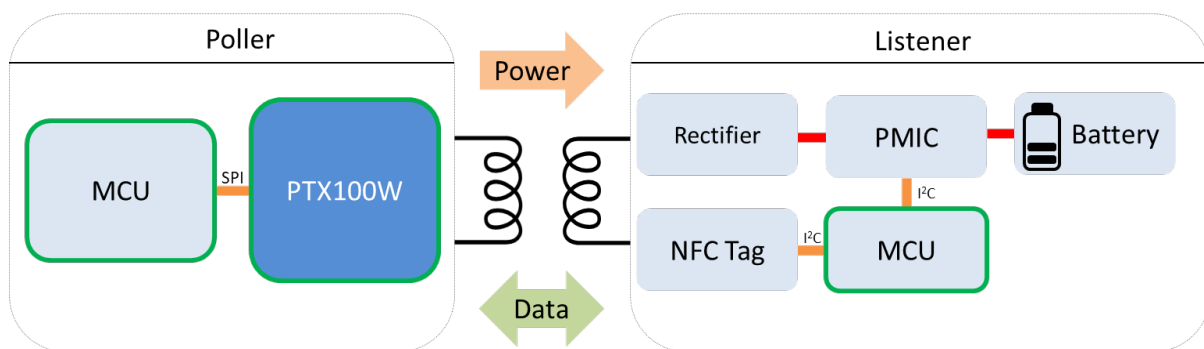 Poller
Power
Listener
MCU
SPI
PTX100W
Rectifier
PMIC
Battery
I²C
NFC Tag
I²C
MCU
Data